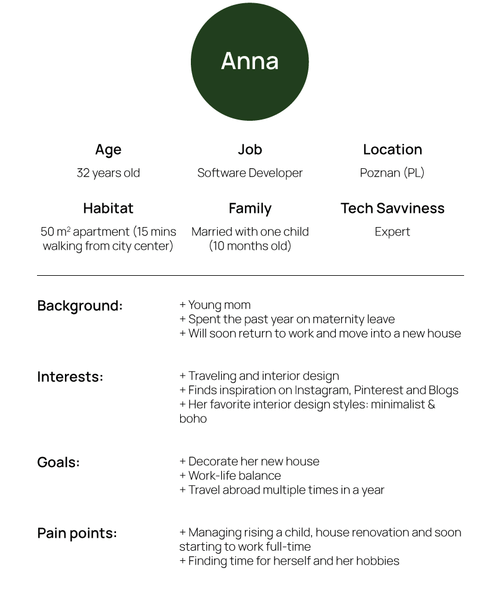 Anna
Age
32 years old
Job
Software Developer
Location
Poznan (PL)
Habitat
50 m² apartment (15 mins
walking from city center)
Family
Married with one child
(10 months old)
Tech Savviness
Expert
Background:
+ Young mom
+ Spent the past year on maternity leave
+ Will soon return to work and move into a new house
Interests:
+ Traveling and interior design
+ Finds inspiration on Instagram, Pinterest and Blogs
+ Her favorite interior design styles: minimalist &
boho
Goals:
+ Decorate her new house
+ Work-life balance
+ Travel abroad multiple times in a year
Pain points:
+ Managing rising a child, house renovation and soon
starting to work full-time
+ Finding time for herself and her hobbies